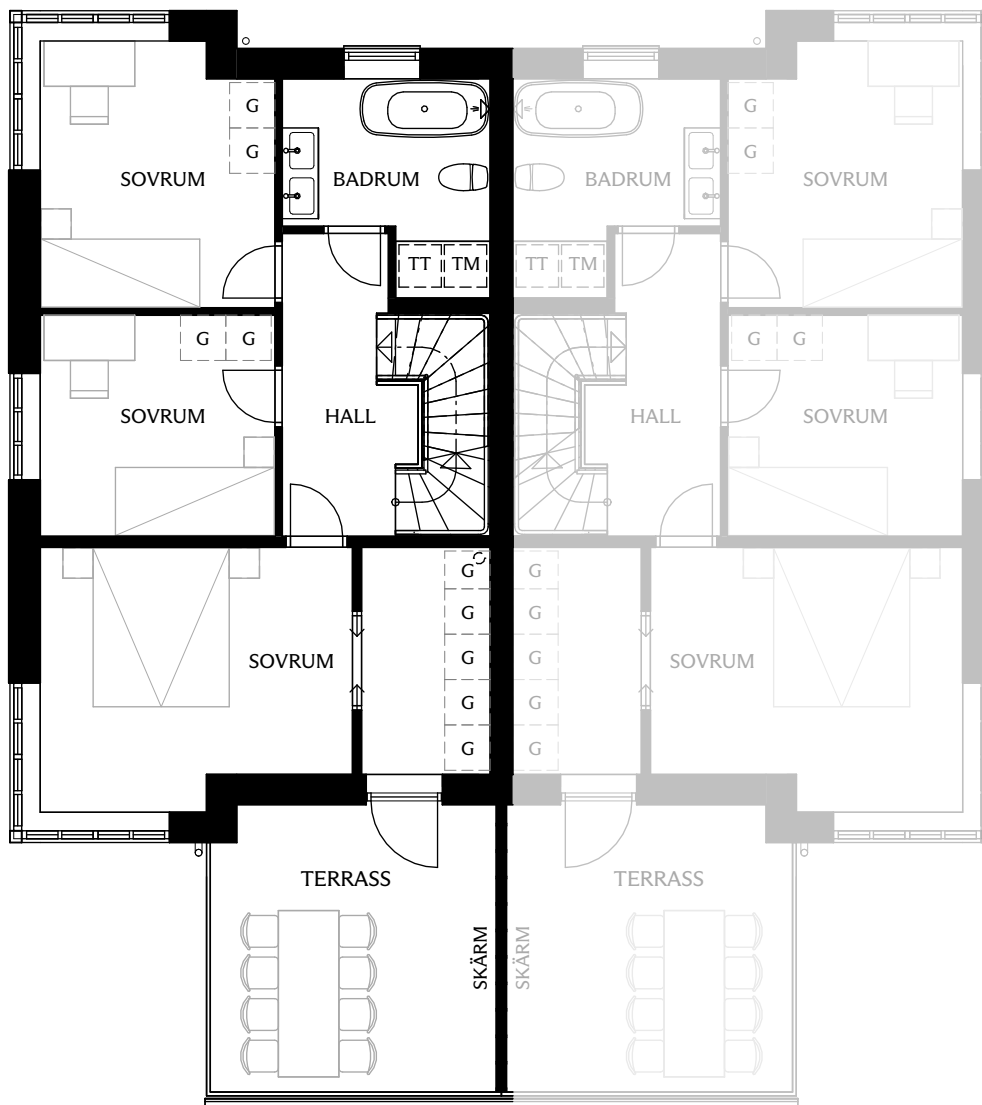 G G
G G
SOVRUM BADRUM BADRUM SOVRUM
TT TM TT TM
G G G G
SOVRUM HALL HALL SOVRUM
G G
G G
SOVRUM G G SOVRUM
G G
G G
TERRASS TERRASS
SKÄRM SKÄRM